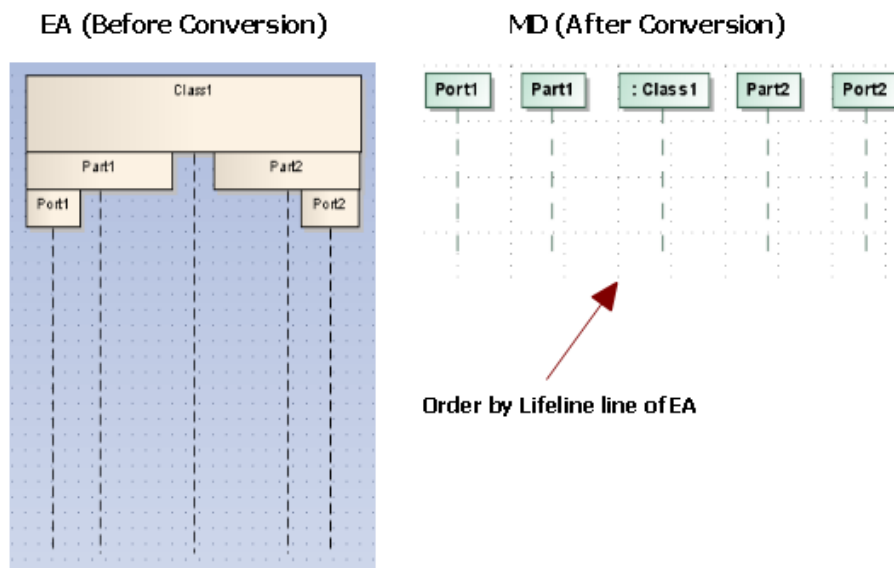 EA (Before Conversion)
Class1
Part1
Part2
Port1
Port2
MD (After Conversion)
Port1
Part1
: Class1
Part2
Port2
Order by Lifeline line of EA